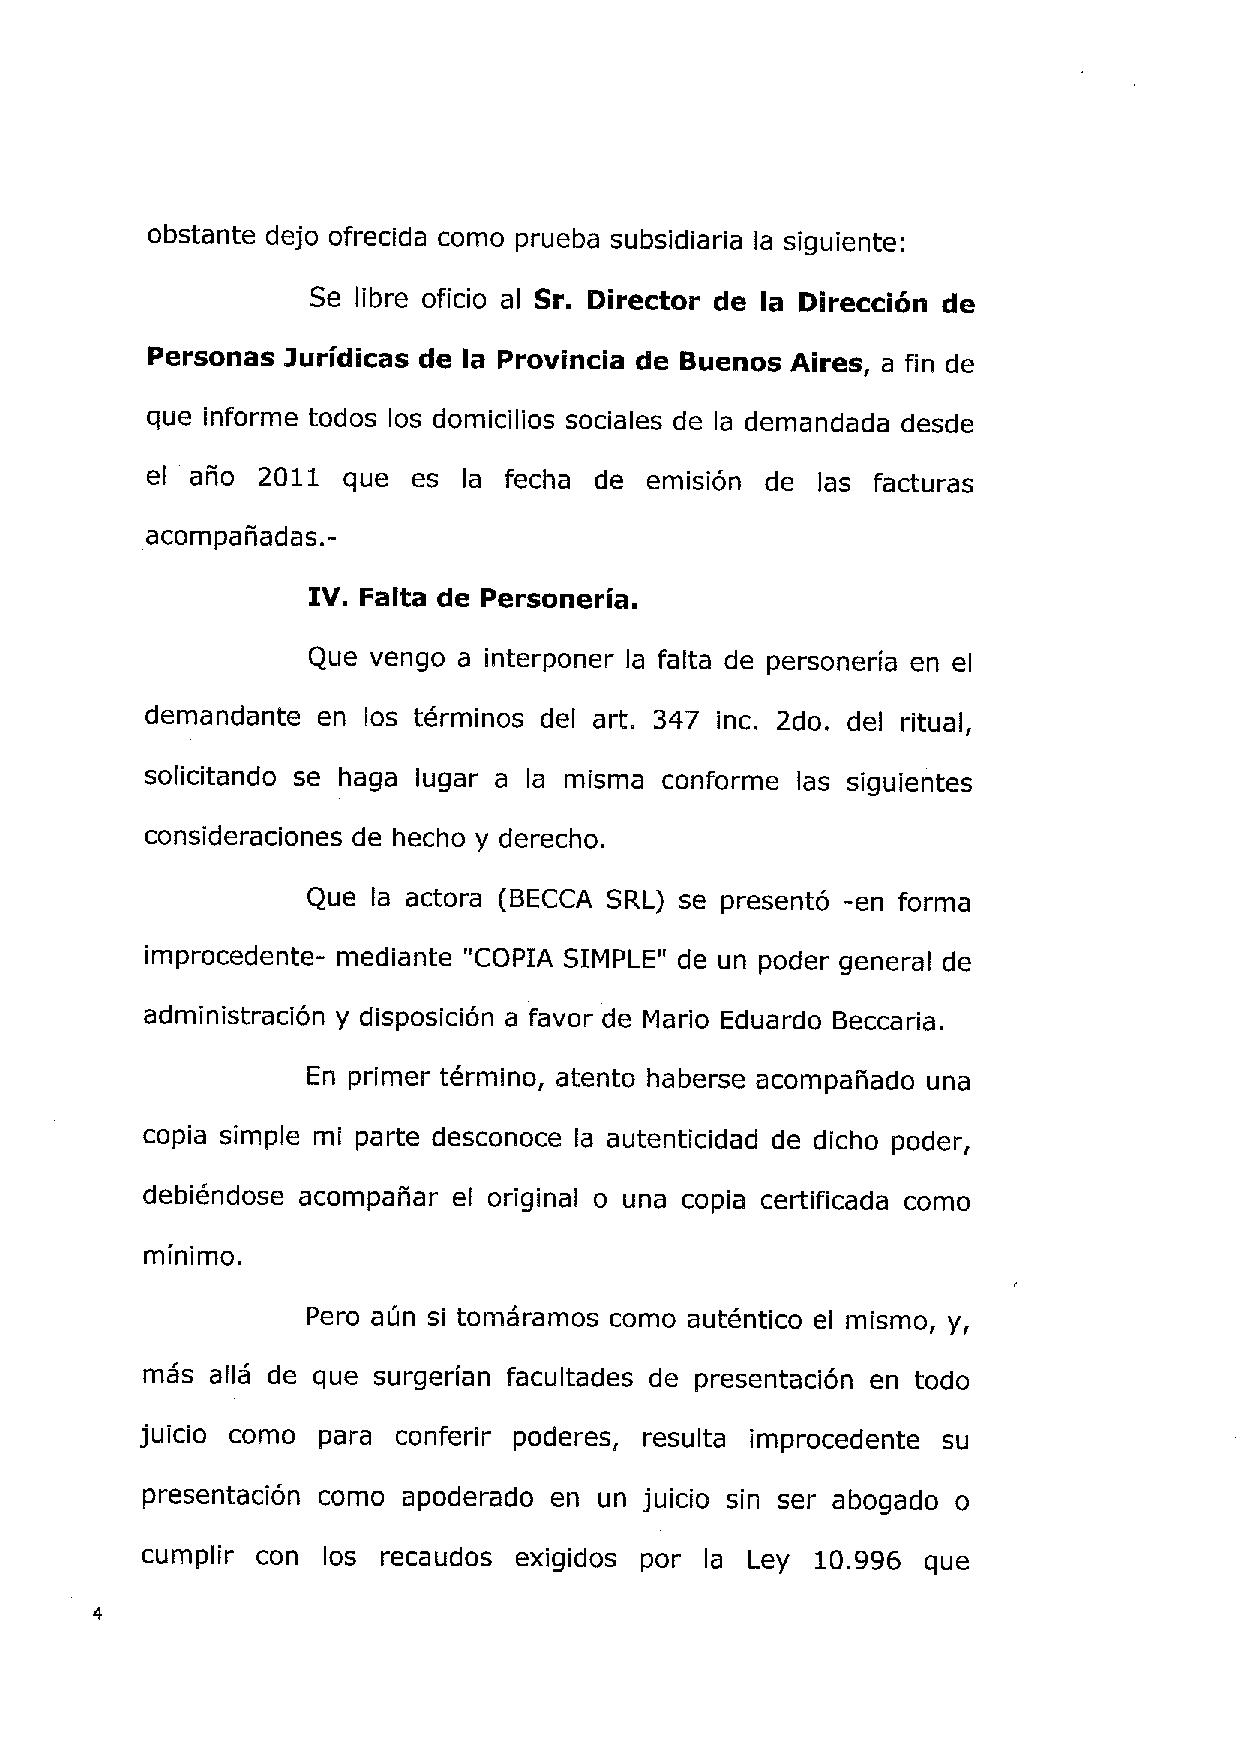 obstante dejo ofrecida como prueba subsidiaria la siguiente:
Se libre oficio al Sr. Director de la Dirección de
Personas Jurídicas de la Provincia de Buenos Aires, a fin de
que informe todos los domicilios sociales de la demandada desde
el año 2011 que es la fecha de emisión de las facturas
acompañadas.-
IV. Falta de Personería.
Que vengo a interponer la falta de personería en el
demandante en los términos del art. 347 inc. 2do. del ritual,
solicitando se haga lugar a la misma conforme las siguientes
consideraciones de hecho y derecho.
Que la actora (BECCA SRL) se presentó -en forma
improcedente- mediante "COPIA SIMPLE" de un poder general de
administración y disposición a favor de Mario Eduardo Beccaria.
En primer término, atento haberse acompañado una
copia simple mi parte desconoce la autenticidad de dicho poder,
debiéndose acompañar el original o una copia certificada como
mínimo.
Pero aún si tomáramos como auténtico el mismo, y,
más allá de que surgerían facultades de presentación en todo
juicio como para conferir poderes, resulta improcedente su
presentación como apoderado en un juicio sin ser abogado o
cumplir con los recaudos exigidos por la Ley 10.996 que
4